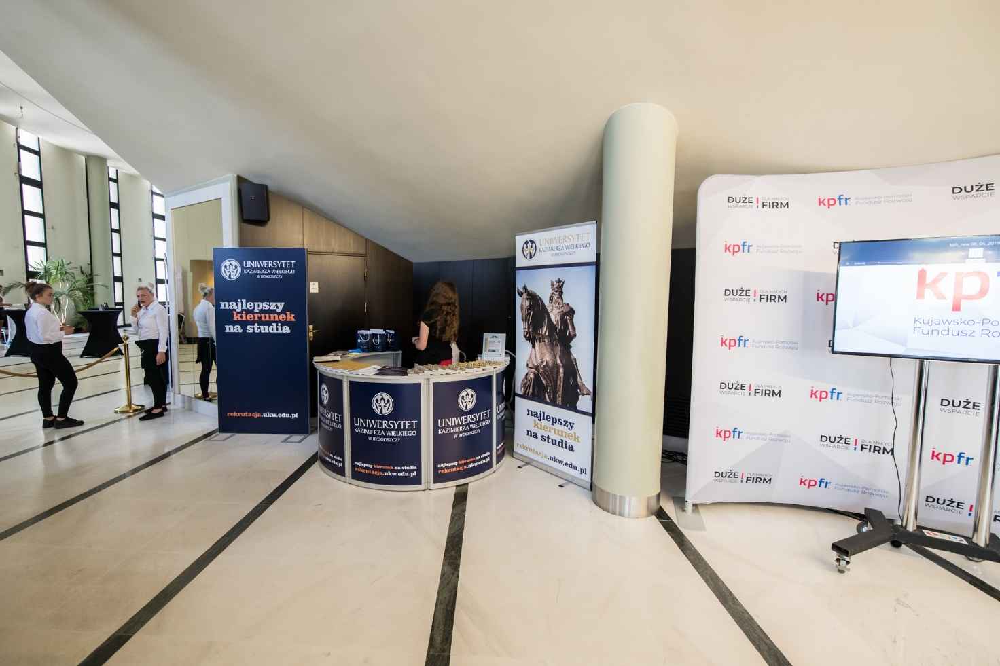 UNIWERSYTET
KAZIMIERZA WIELKIEGO
W BYDGOSZCZY
najlepszy
kierunek
na studia
rekrutacja.ukw.edu.pl
UNIWERSYTET
KAZIMIERZA WIELKIEGO
W BYDGOSZCZY
najlepszy kierunek na studia
rekrutacja.ukw.edu.pl
UNIWERSYTET
KAZIMIERZA WIELKIEGO
W BYDGOSZCZY
najlepszy kierunek na studia
rekrutacja.ukw.edu.pl
UNIWERSYTET
KAZIMIERZA WIELKIEGO
W BYDGOSZCZY
najlepszy
kierunek
na studia
rekrutacja.ukw.edu.pl
DUŻE ! DLA MAŁYCH
WSPARCIE FIRM
kpfr Kujawsko-Pomorski
Fundusz Rozwoju
DUŻE
WSPARCIE
kpfr Kujawsko-Pomorski
Fundusz Rozwoju
DUŻE ! DLA MAŁYCH
WSPARCIE FIRM
kpfr Kujawsko-Pomorski
Fundusz Rozwoju
DUŻE ! DLA MAŁYCH
WSPARCIE FIRM
kpfr Kujawsko-Pomorski
Fundusz Rozwoju
DUŻE
WSPARCIE
kpfr Kujawsko-Pomorski
Fundusz Rozwoju
DUŻE ! DLA MAŁYCH
WSPARCIE FIRM
kpfr
DUŻE ! DLA MAŁYCH
WSPARCIE FIRM
kpfr Kujawsko-Pomorski
Fundusz Rozwoju
DUŻE !
WSPARCIE
kpfr_new 08_04_2019
kp
Kujawsko-Po
Fundusz Roz